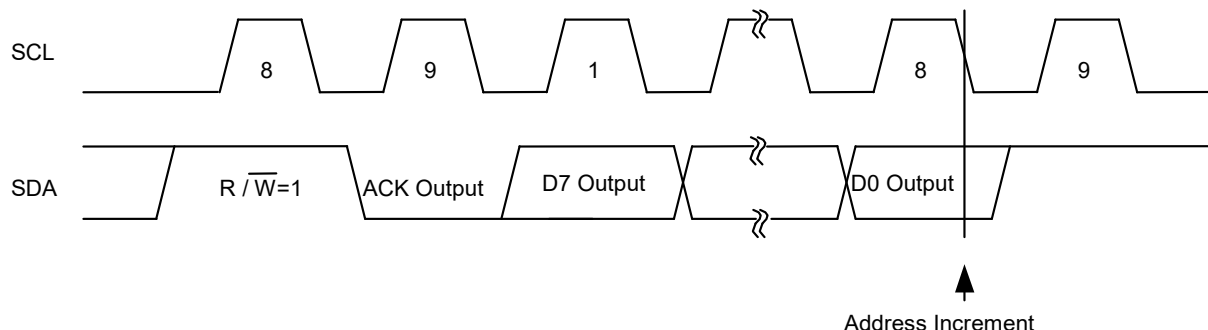 SCL
8
9
1
8
9
SDA
R / W̅=1
ACK Output
D7 Output
D0 Output
Address Increment